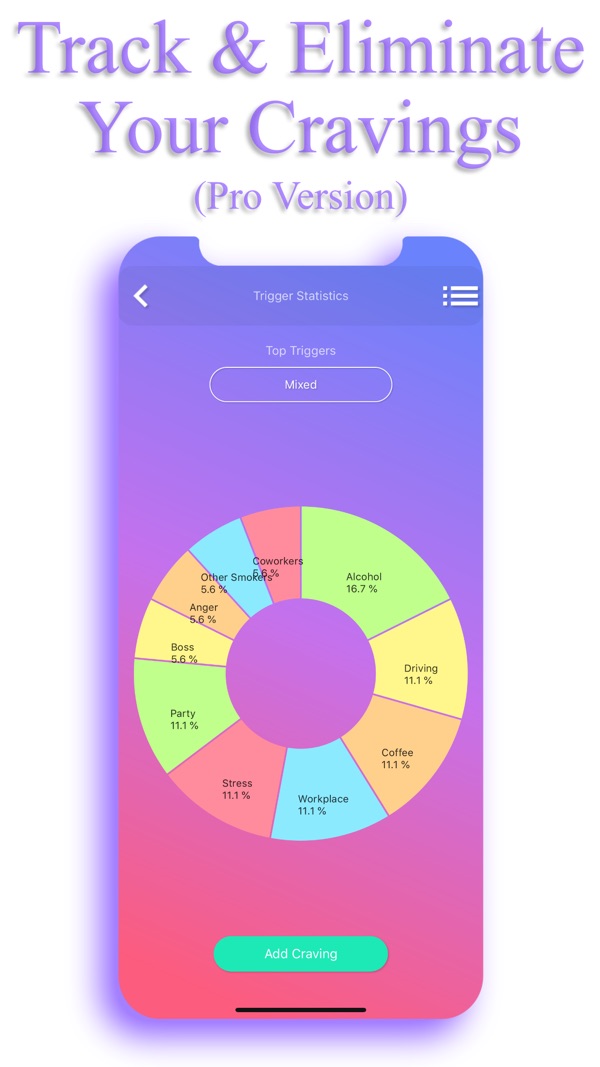 Track & Eliminate
Your Cravings
(Pro Version)
Trigger Statistics
Top Triggers
Mixed
Coworkers
5.6 %
Other Smokers
5.6 %
Anger
5.6 %
Boss
5.6 %
Party
11.1 %
Stress
11.1 %
Workplace
11.1 %
Coffee
11.1 %
Driving
11.1 %
Alcohol
16.7 %
Add Craving